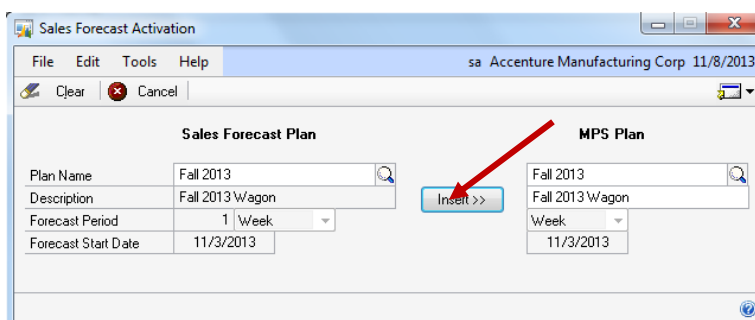 Sales Forecast Activation
File Edit Tools Help sa Accenture Manufacturing Corp 11/8/2013
Clear Cancel
Sales Forecast Plan MPS Plan
Plan Name Fall 2013 Fall 2013
Description Fall 2013 Wagon Insert >> Fall 2013 Wagon
Forecast Period 1 Week Week
Forecast Start Date 11/3/2013 11/3/2013